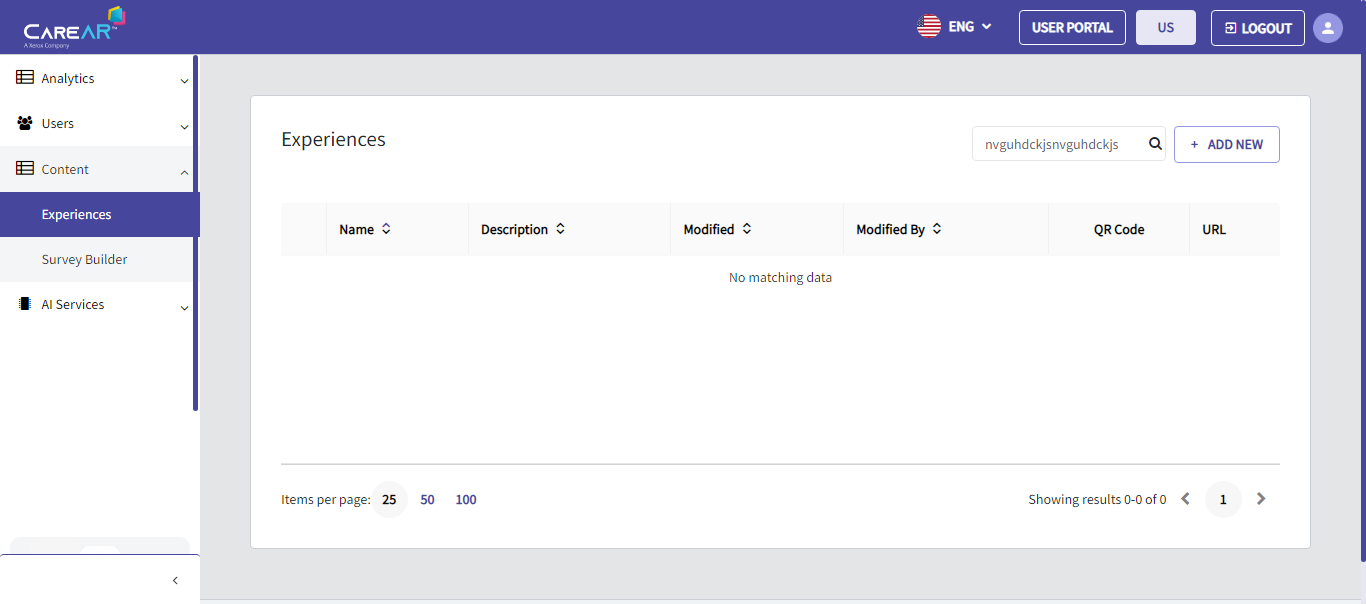 CAREAR™
A Xerox Company
ENG
USER PORTAL
US
LOGOUT
Analytics
Users
Content
Experiences
Survey Builder
AI Services
Experiences
nvguhdckjsnvguhdckjs
+ ADD NEW
Name
Description
Modified
Modified By
QR Code
URL
No matching data
Items per page: 25 50 100
Showing results 0-0 of 0
1